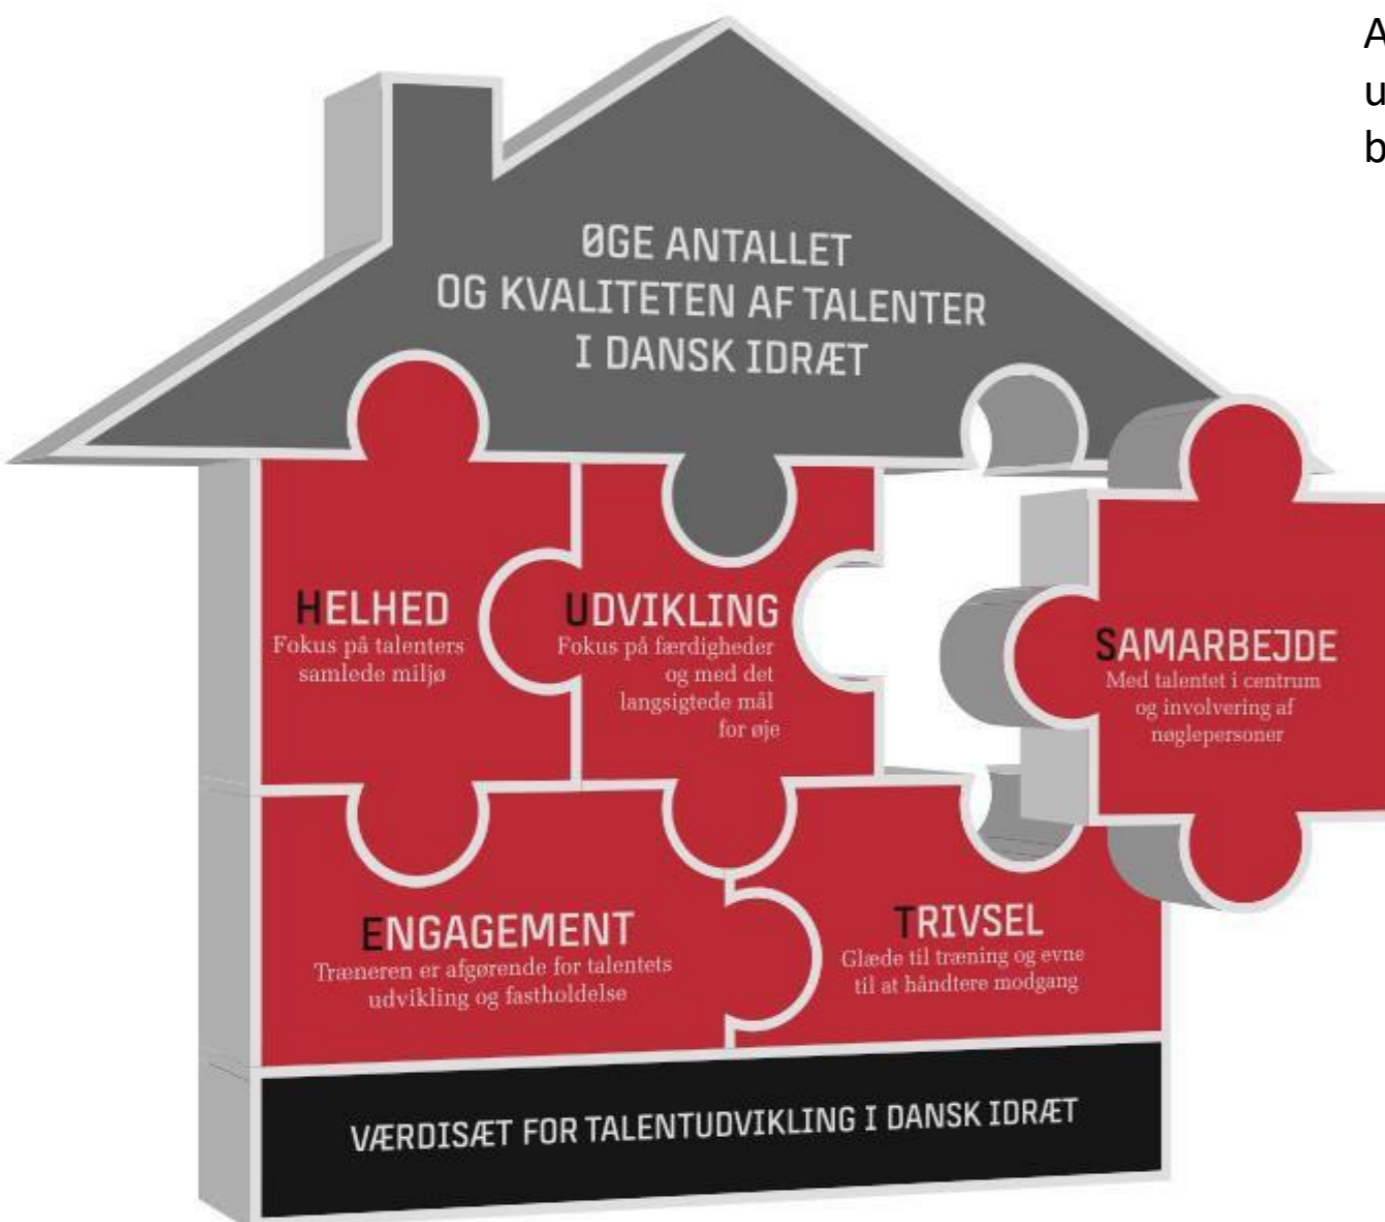 A
u
b
ØGE ANTALLET
OG KVALITETEN AF TALENTER
I DANSK IDRÆT
HELHED
Fokus på talenters
samlede miljø
UDVIKLING
Fokus på færdigheder
og med det
langsigtede mål
for øje
SAMARBEJDE
Med talentet i centrum
og involvering af
nøglepersoner
ENGAGEMENT
Træneren er afgørende for talentets
udvikling og fastholdelse
TRIVSEL
Glæde til træning og evne
til at håndtere modgang
VÆRDISÆT FOR TALENTUDVIKLING I DANSK IDRÆT